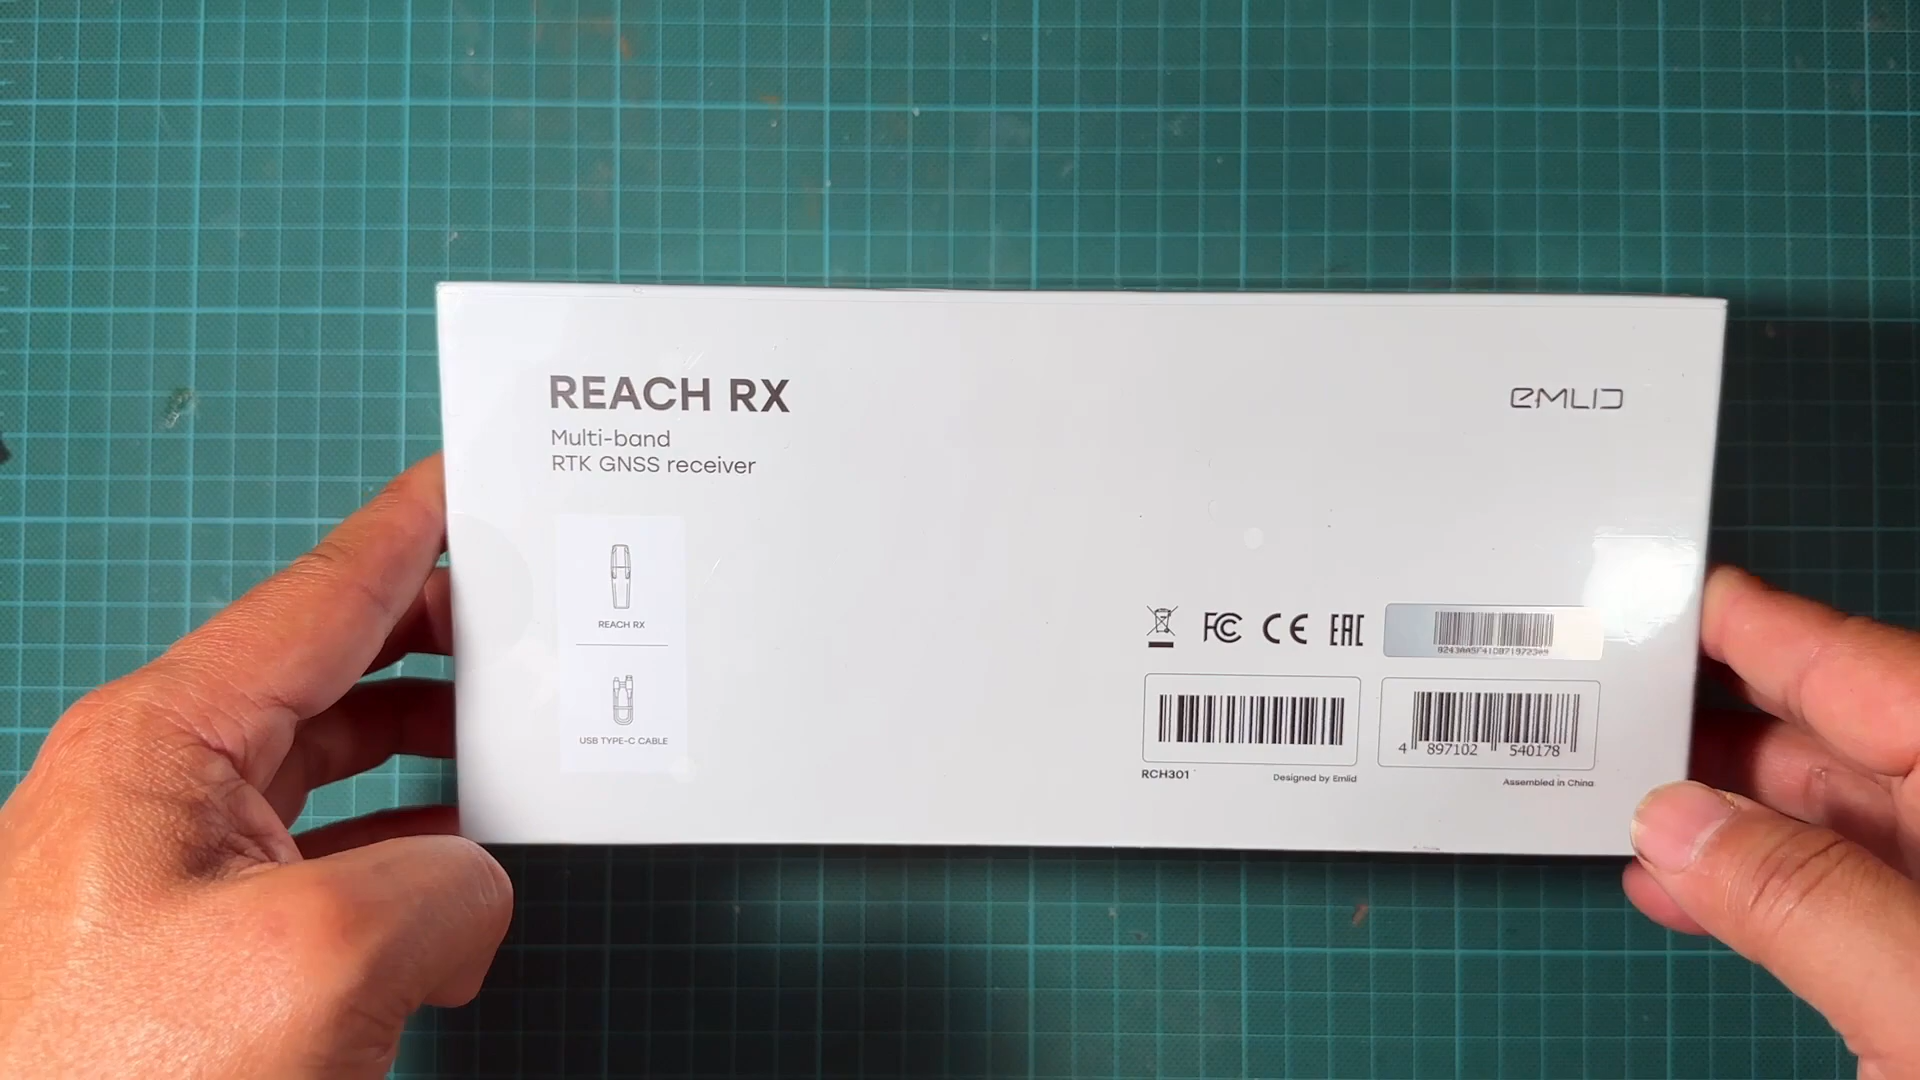 REACH RX
EMLID
Multi-band
RTK GNSS receiver
REACH RX
USB TYPE-C CABLE
FC CE EAC
4 897102 540178
RCH301
Designed by Emlid
Assembled in China